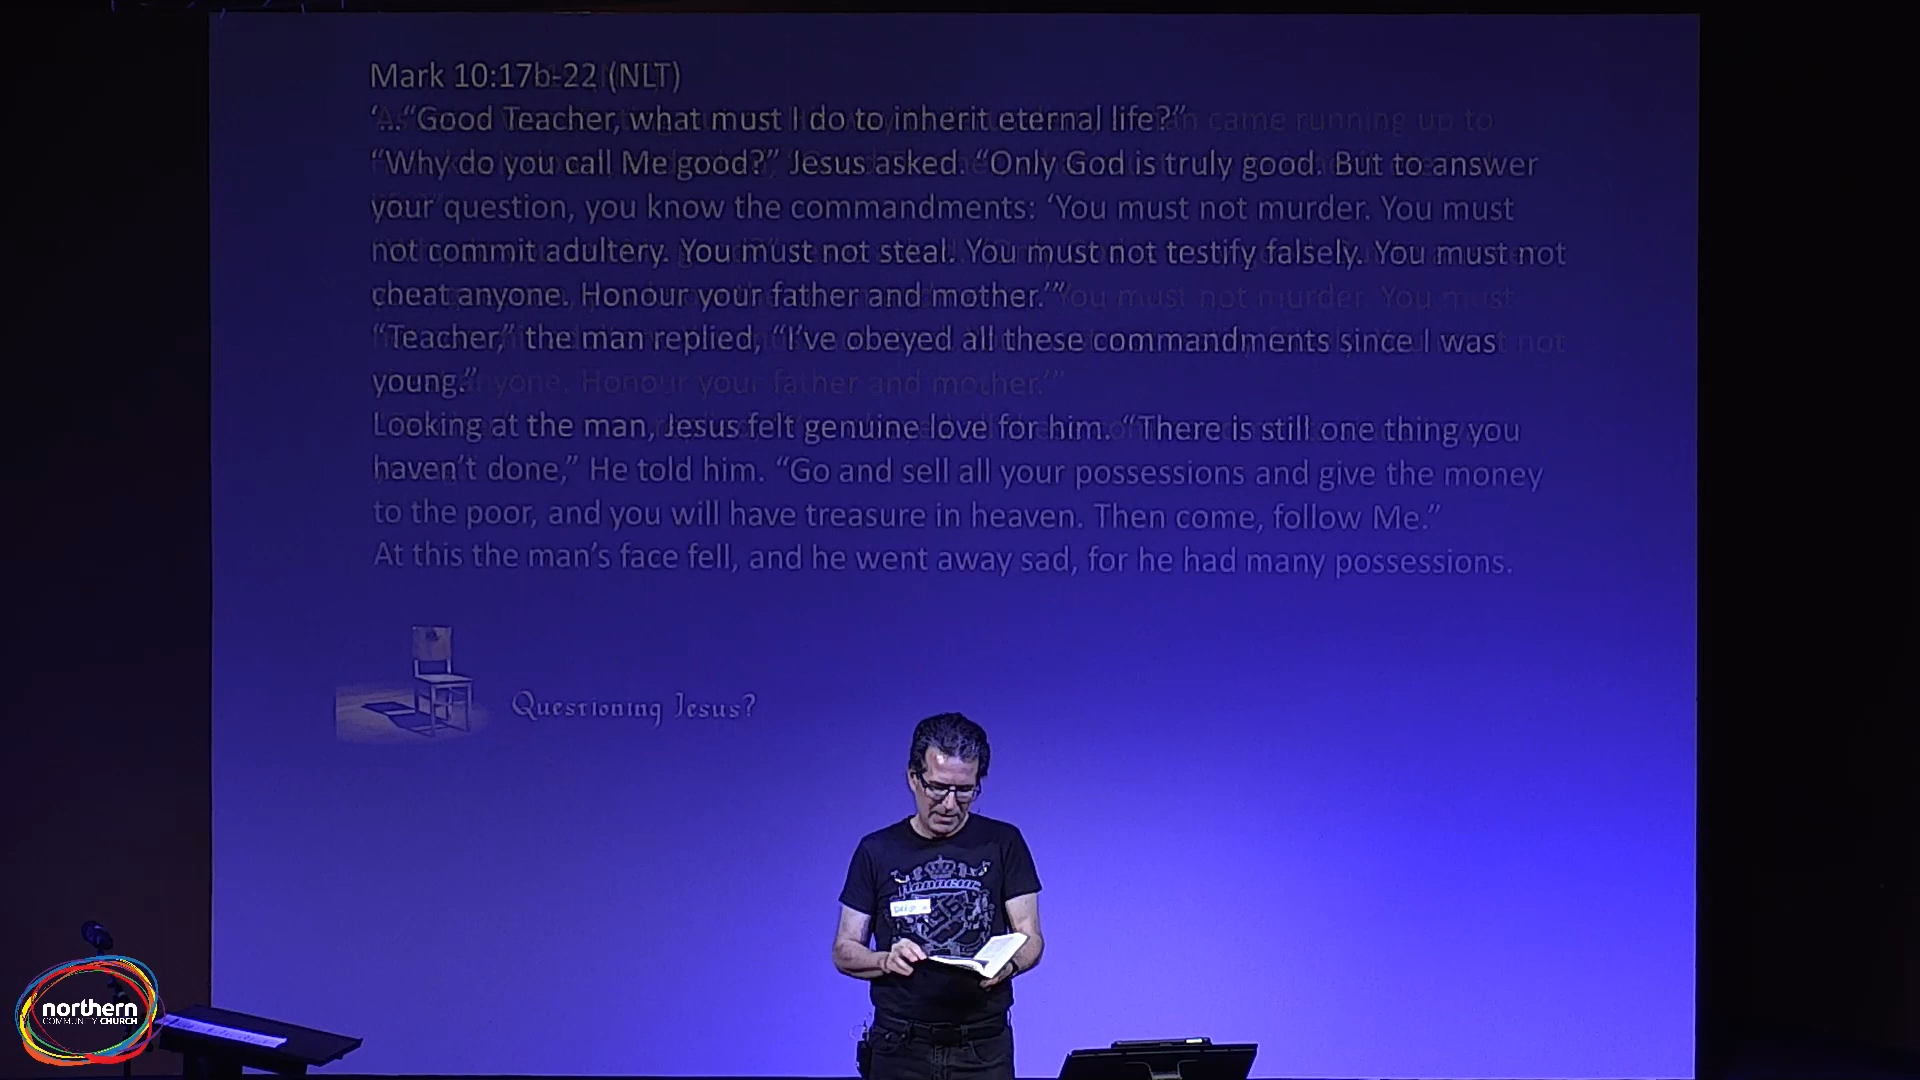 Mark 10:17b-22 (NLT)
‘...“Good Teacher, what must I do to inherit eternal life?”
“Why do you call Me good?” Jesus asked. “Only God is truly good. But to answer
your question, you know the commandments: ‘You must not murder. You must
not commit adultery. You must not steal. You must not testify falsely. You must not
cheat anyone. Honour your father and mother.’”
“Teacher,” the man replied, “I’ve obeyed all these commandments since I was
young.”
Looking at the man, Jesus felt genuine love for him. “There is still one thing you
haven’t done,” He told him. “Go and sell all your possessions and give the money
to the poor, and you will have treasure in heaven. Then come, follow Me.”
At this the man’s face fell, and he went away sad, for he had many possessions.
Questioning Jesus?
northern
COMMUNITY CHURCH